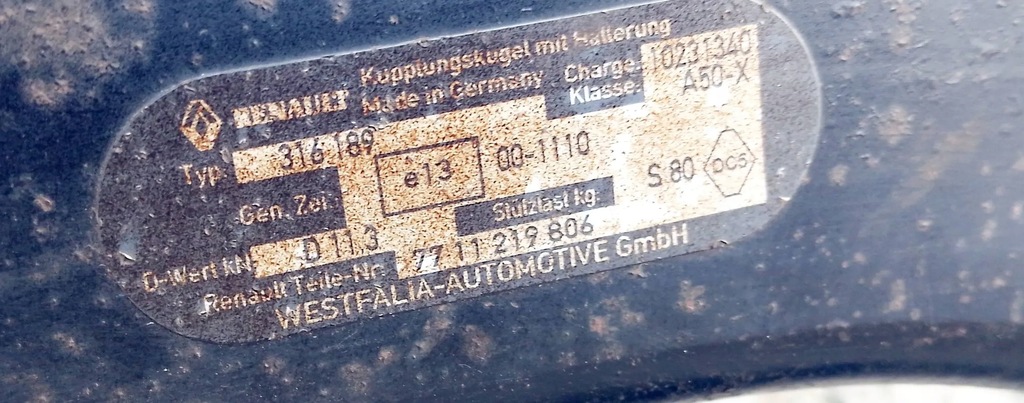 RENAULT
Kupplungskugel mit Halterung
Made in Germany
Charge. 10231340
Klasse. A50-X
Typ. 316 189
Gen. Zei. e13 00-1110
D-Wert kN D 11 3
Stützlast kg. S 80
DC6
Renault Teile-Nr. 77 11 219 806
WESTFALIA-AUTOMOTIVE GmbH